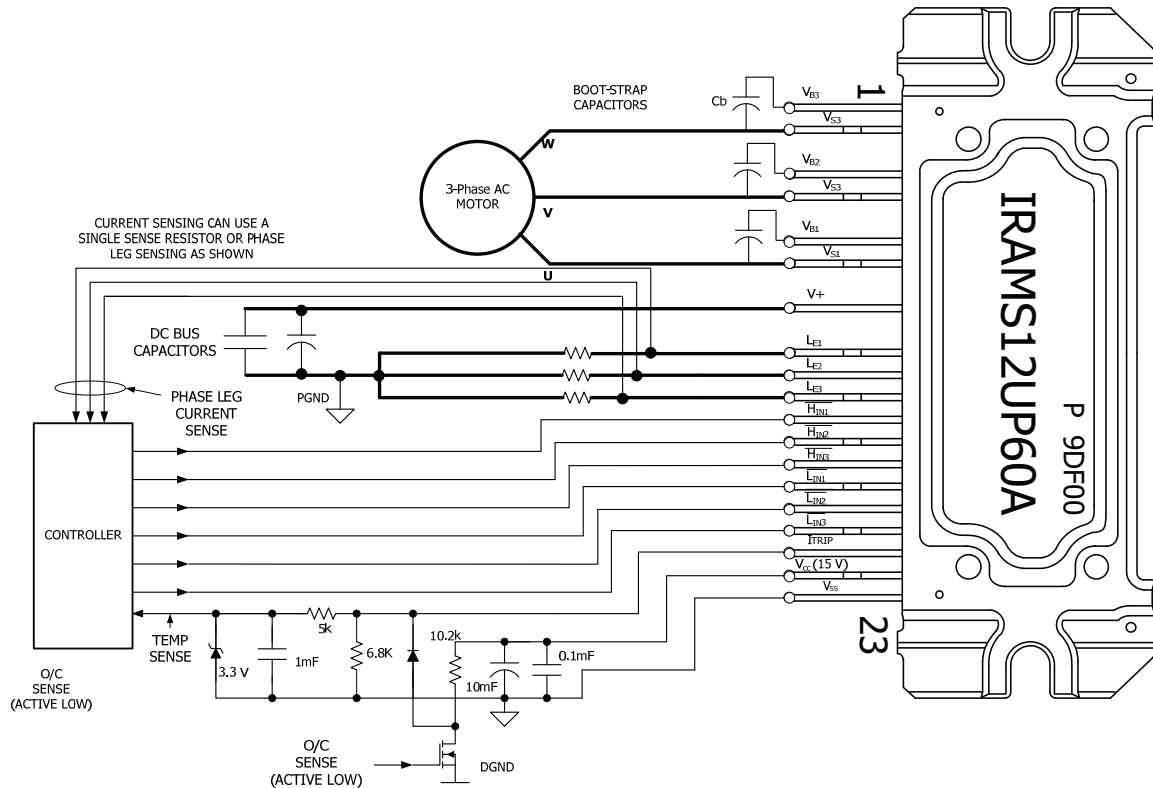 BOOT-STRAP
CAPACITORS
Cb
VB3
1
VS3
W
VB2
3-Phase AC
MOTOR
VS3
V
VB1
CURRENT SENSING CAN USE A
SINGLE SENSE RESISTOR OR PHASE
LEG SENSING AS SHOWN
VS1
U
V+
DC BUS
CAPACITORS
LE1
LE2
LE3
PHASE LEG
CURRENT
SENSE
PGND
HIN1
HIN2
HIN3
LIN1
LIN2
LIN3
ITRIP
VCC (15 V)
VSS
IRAMS12UP60A
P 9DF00
23
CONTROLLER
TEMP
SENSE
5k
10.2k
6.8K
1mF
3.3 V
10mF
0.1mF
O/C
SENSE
(ACTIVE LOW)
O/C
SENSE
(ACTIVE LOW)
DGND